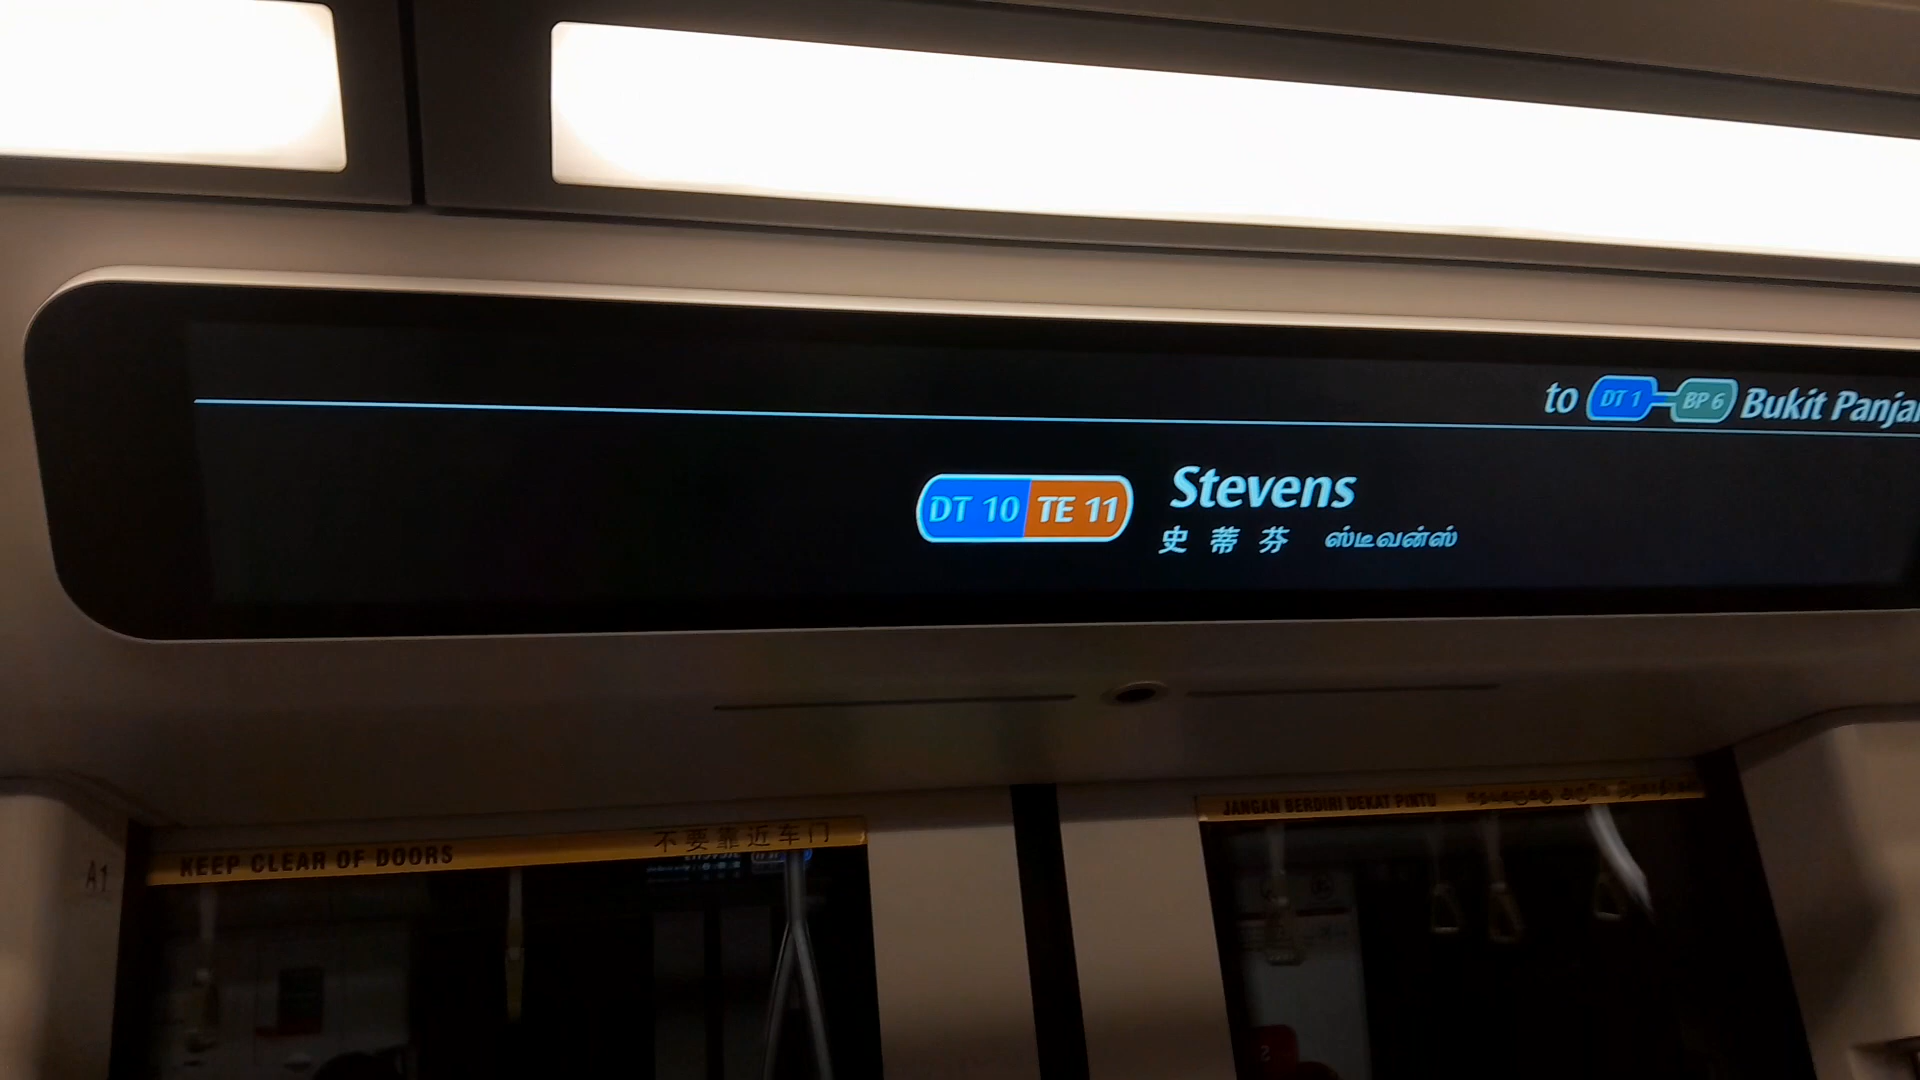 to DT 1 BP 6 Bukit Panjan
DT 10 TE 11 Stevens
史蒂芬 ஸ்டீவன்ஸ்
KEEP CLEAR OF DOORS 不要靠近车门
JANGAN BERDIRI DEKAT PINTU
A1